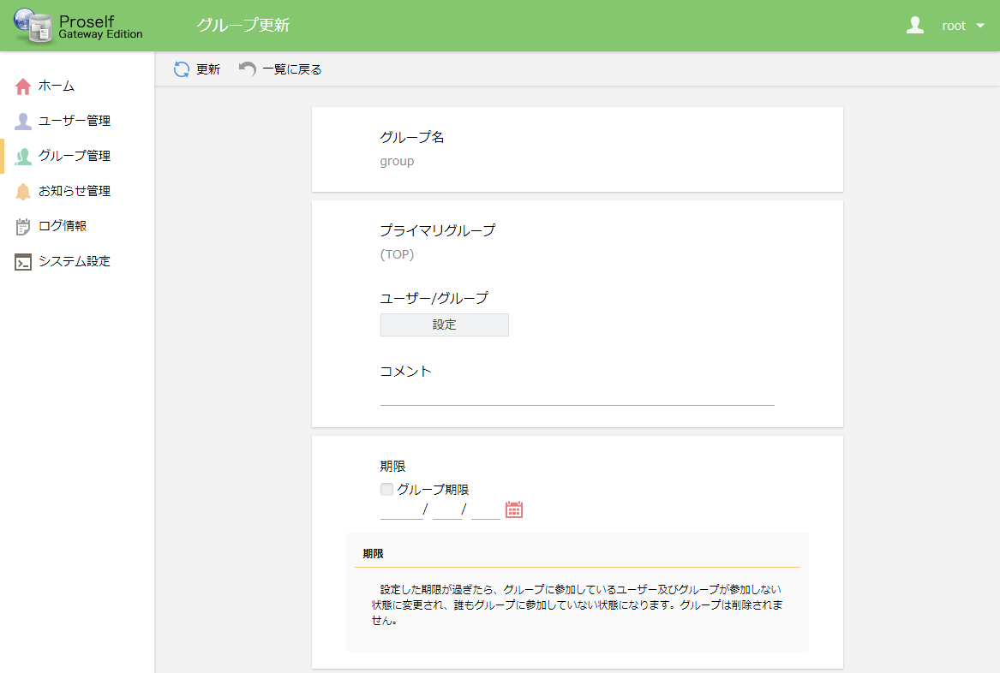 Proself
Gateway Edition
グループ更新
root
更新
一覧に戻る
ホーム
ユーザー管理
グループ管理
お知らせ管理
ログ情報
システム設定
グループ名
group
プライマリグループ
(TOP)
ユーザー/グループ
設定
コメント
期限
グループ期限
/ /
期限
設定した期限が過ぎたら、グループに参加しているユーザー及びグループが参加しない
状態に変更され、誰もグループに参加していない状態になります。グループは削除されま
せん。